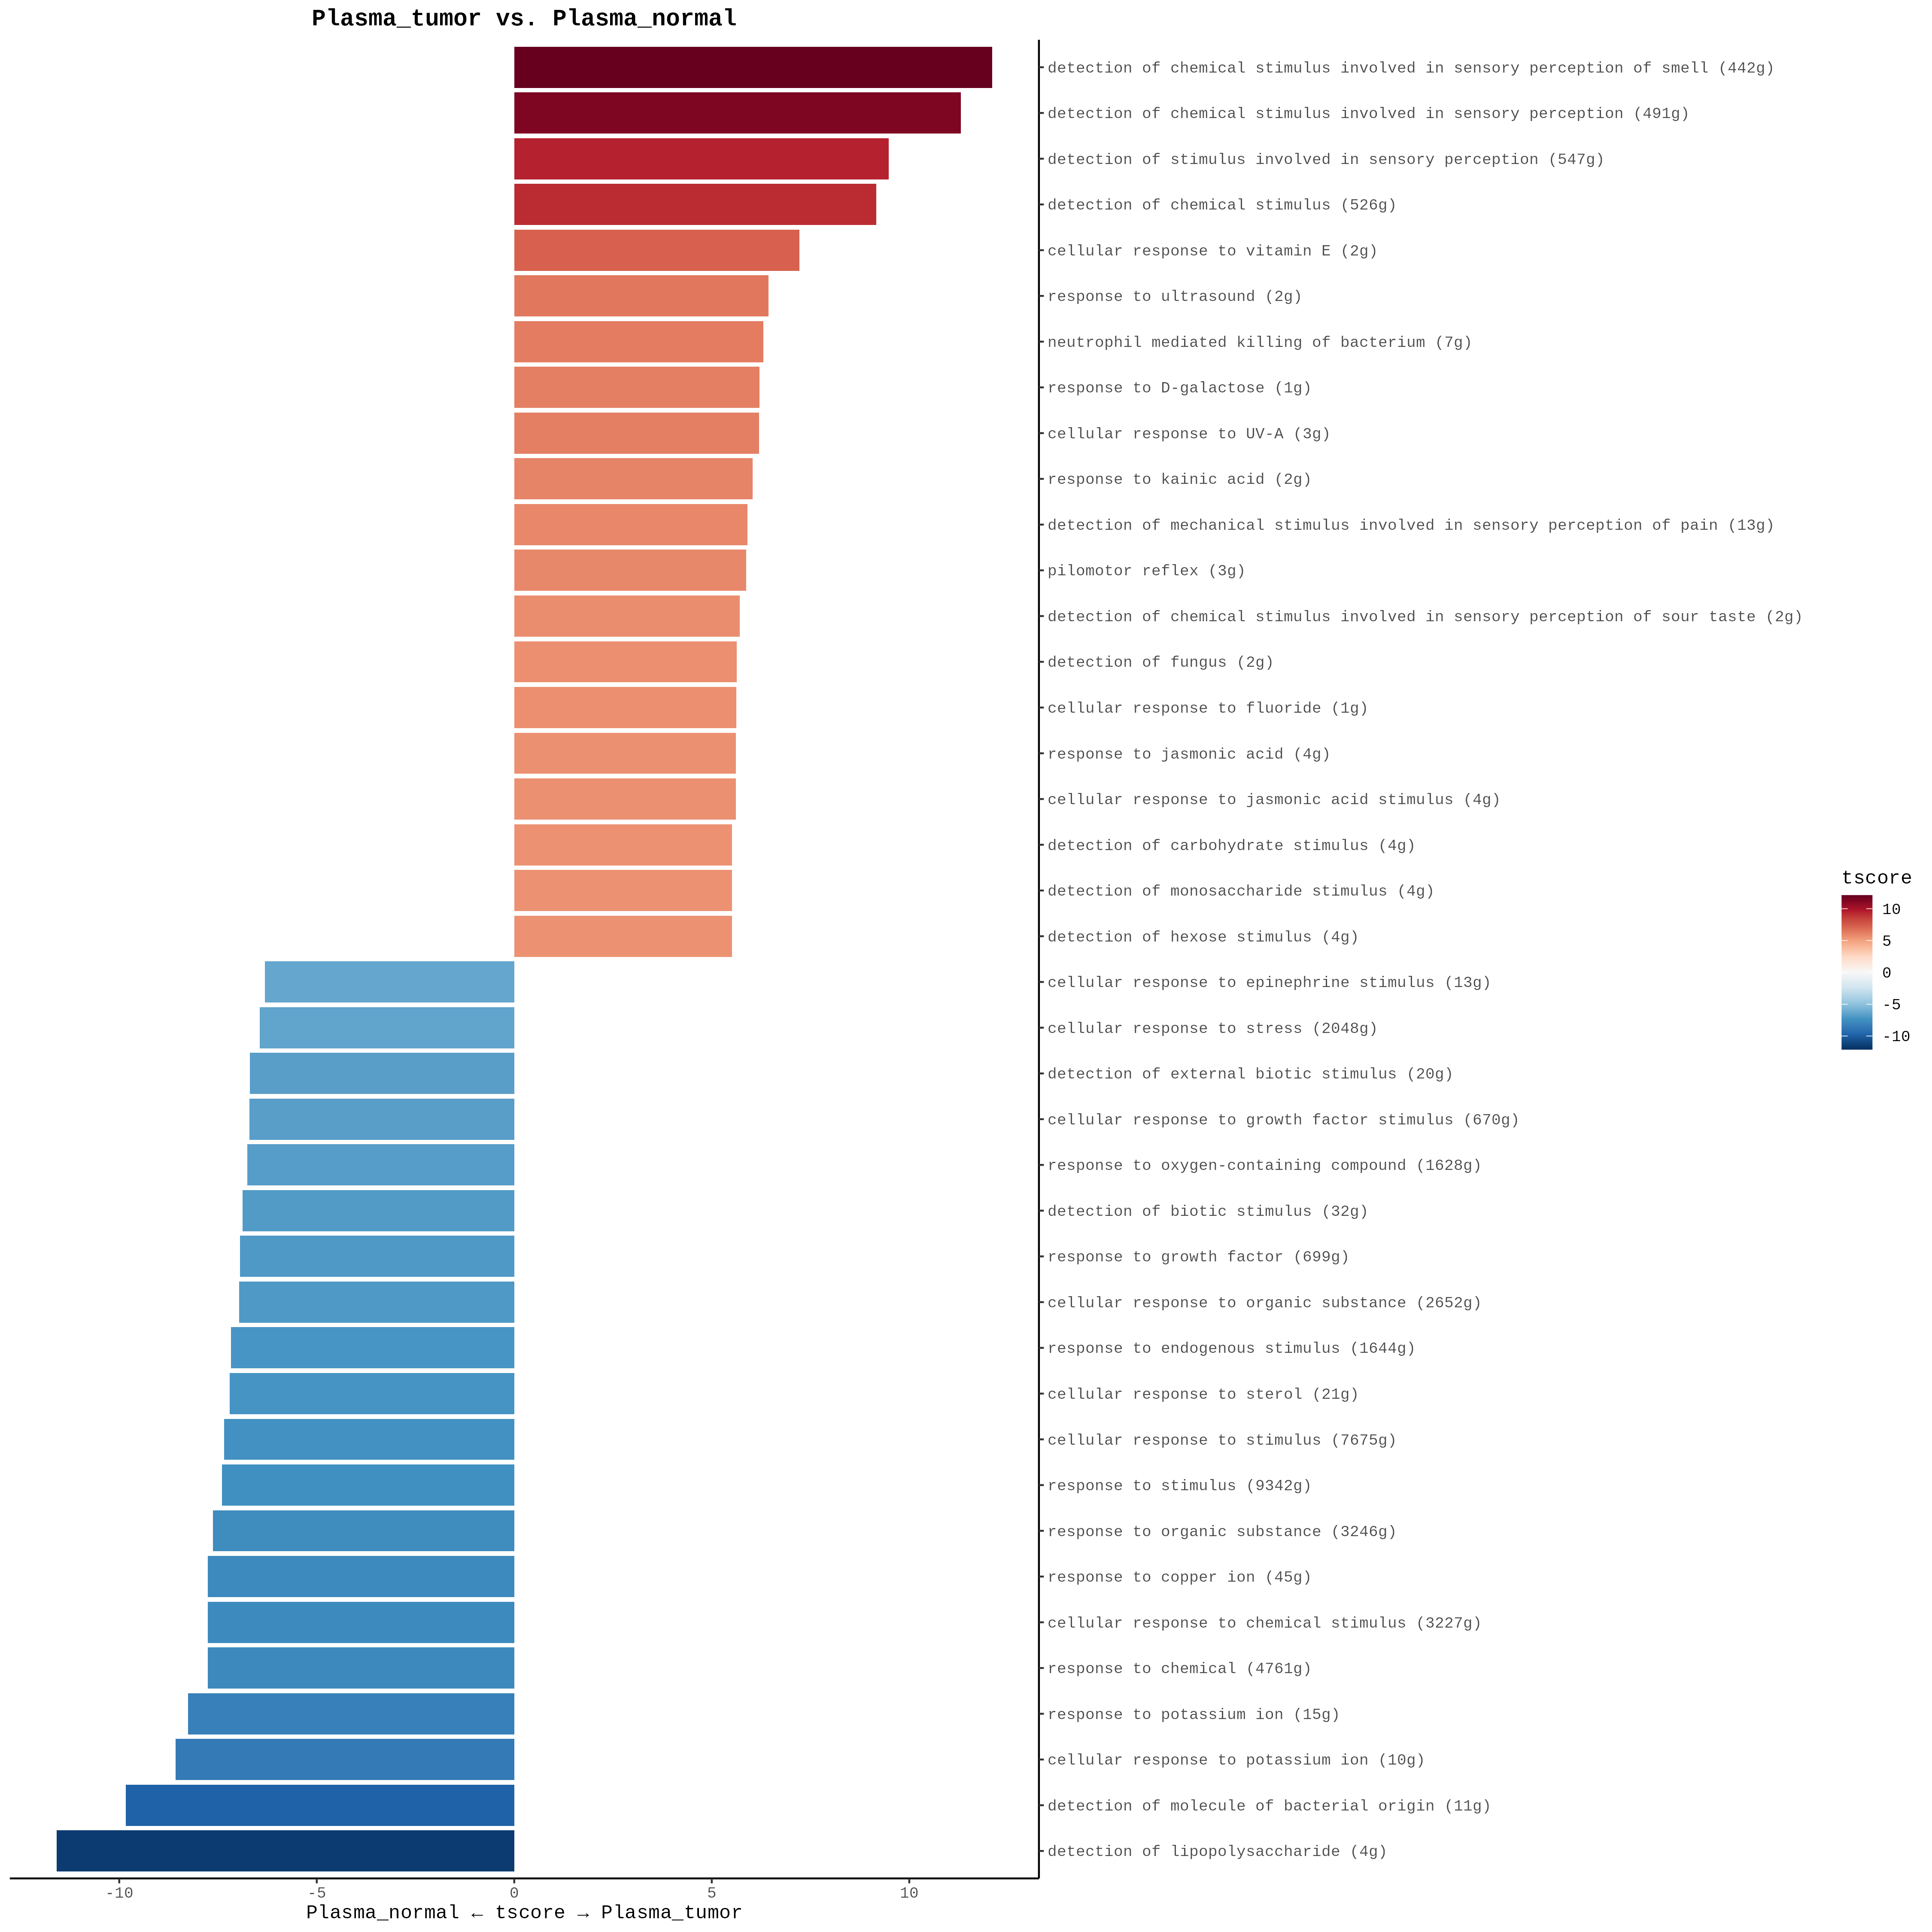 Plasma_tumor vs. Plasma_normal
detection of chemical stimulus involved in sensory perception of smell (442g)
detection of chemical stimulus involved in sensory perception (491g)
detection of stimulus involved in sensory perception (547g)
detection of chemical stimulus (526g)
cellular response to vitamin E (2g)
response to ultrasound (2g)
neutrophil mediated killing of bacterium (7g)
response to D-galactose (1g)
cellular response to UV-A (3g)
response to kainic acid (2g)
detection of mechanical stimulus involved in sensory perception of pain (13g)
pilomotor reflex (3g)
detection of chemical stimulus involved in sensory perception of sour taste (2g)
detection of fungus (2g)
cellular response to fluoride (1g)
response to jasmonic acid (4g)
cellular response to jasmonic acid stimulus (4g)
detection of carbohydrate stimulus (4g)
detection of monosaccharide stimulus (4g)
detection of hexose stimulus (4g)
cellular response to epinephrine stimulus (13g)
cellular response to stress (2048g)
detection of external biotic stimulus (20g)
cellular response to growth factor stimulus (670g)
response to oxygen-containing compound (1628g)
detection of biotic stimulus (32g)
response to growth factor (699g)
cellular response to organic substance (2652g)
response to endogenous stimulus (1644g)
cellular response to sterol (21g)
cellular response to stimulus (7675g)
response to stimulus (9342g)
response to organic substance (3246g)
response to copper ion (45g)
cellular response to chemical stimulus (3227g)
response to chemical (4761g)
response to potassium ion (15g)
cellular response to potassium ion (10g)
detection of molecule of bacterial origin (11g)
detection of lipopolysaccharide (4g)
-10 -5 0 5 10
Plasma_normal ← tscore → Plasma_tumor
tscore
10
5
0
-5
-10